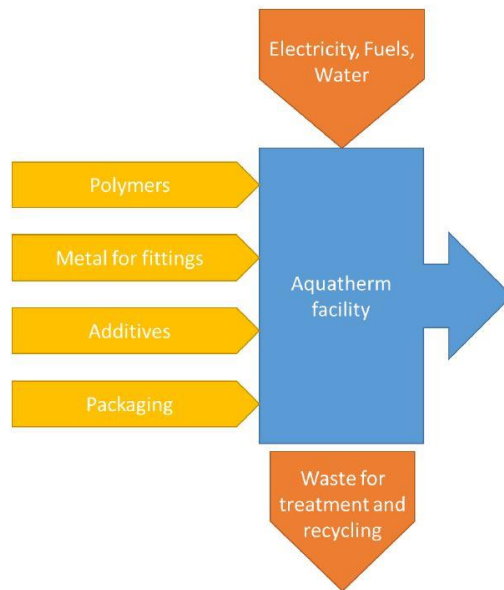 Electricity, Fuels,
Water
Polymers
Metal for fittings
Additives
Packaging
Aquatherm
facility
Waste for
treatment and
recycling